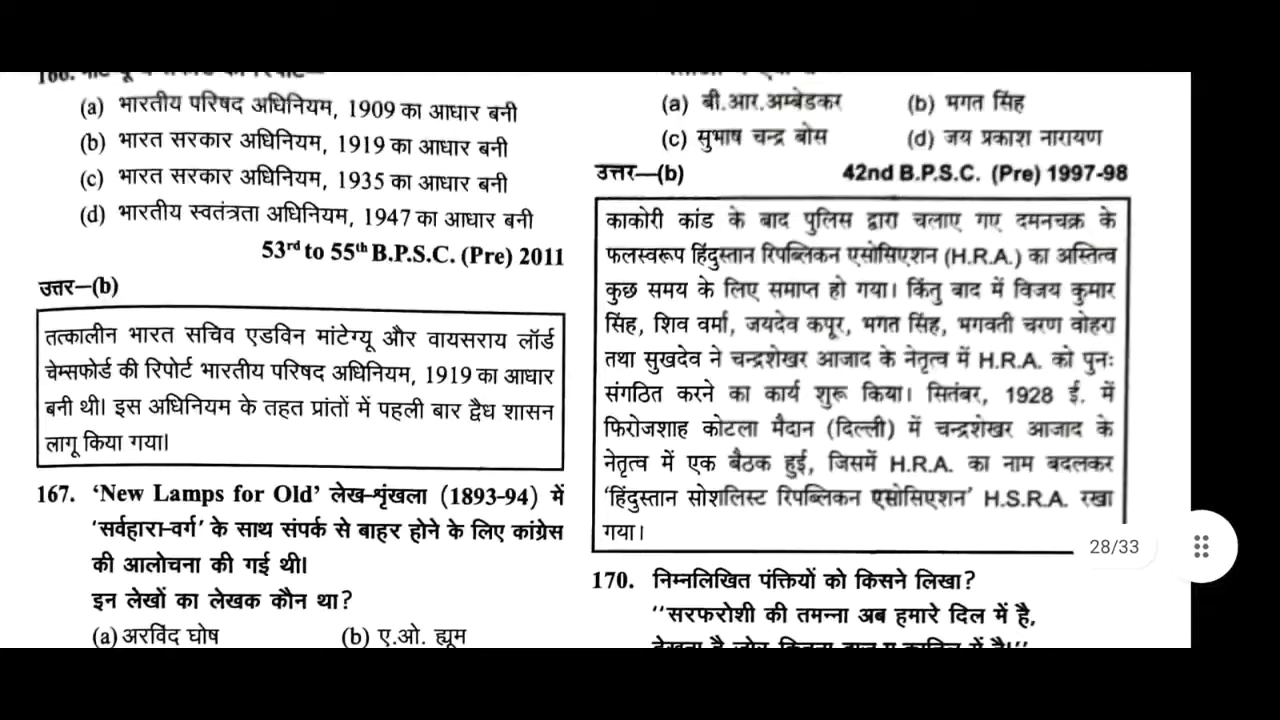 (a) भारतीय परिषद अधिनियम, 1909 का आधार बनी
(b) भारत सरकार अधिनियम, 1919 का आधार बनी
(c) भारत सरकार अधिनियम, 1935 का आधार बनी
(d) भारतीय स्वतंत्रता अधिनियम, 1947 का आधार बनी
53rd to 55th B.P.S.C. (Pre) 2011
उत्तर—(b)
तत्कालीन भारत सचिव एडविन मांटेग्यू और वायसराय लॉर्ड
चेम्सफोर्ड की रिपोर्ट भारतीय परिषद अधिनियम, 1919 का आधार
बनी थी। इस अधिनियम के तहत प्रांतों में पहली बार द्वैध शासन
लागू किया गया।
167. ‘New Lamps for Old’ लेख-शृंखला (1893-94) में
‘सर्वहारा-वर्ग’ के साथ संपर्क से बाहर होने के लिए कांग्रेस
की आलोचना की गई थी।
इन लेखों का लेखक कौन था?
(a) अरविंद घोष (b) ए.ओ. ह्यूम
(a) बी.आर.अम्बेडकर (b) भगत सिंह
(c) सुभाष चन्द्र बोस (d) जय प्रकाश नारायण
उत्तर—(b) 42nd B.P.S.C. (Pre) 1997-98
काकोरी कांड के बाद पुलिस द्वारा चलाए गए दमनचक्र के
फलस्वरूप हिंदुस्तान रिपब्लिकन एसोसिएशन (H.R.A.) का अस्तित्व
कुछ समय के लिए समाप्त हो गया। किंतु बाद में विजय कुमार
सिंह, शिव वर्मा, जयदेव कपूर, भगत सिंह, भगवती चरण वोहरा
तथा सुखदेव ने चन्द्रशेखर आजाद के नेतृत्व में H.R.A. को पुनः
संगठित करने का कार्य शुरू किया। सितंबर, 1928 ई. में
फिरोजशाह कोटला मैदान (दिल्ली) में चन्द्रशेखर आजाद के
नेतृत्व में एक बैठक हुई, जिसमें H.R.A. का नाम बदलकर
‘हिंदुस्तान सोशलिस्ट रिपब्लिकन एसोसिएशन’ H.S.R.A. रखा
गया।
28/33
170. निम्नलिखित पंक्तियों को किसने लिखा?
"सरफरोशी की तमन्ना अब हमारे दिल में है,